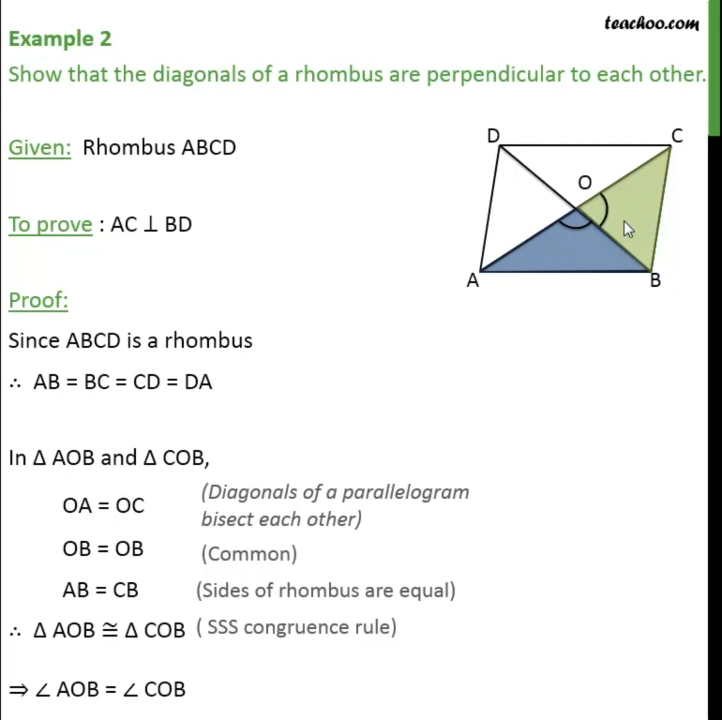 teachoo.com
Example 2
Show that the diagonals of a rhombus are perpendicular to each other.
Given: Rhombus ABCD
D C
O
A B
To prove : AC ⊥ BD
Proof:
Since ABCD is a rhombus
∴ AB = BC = CD = DA
In Δ AOB and Δ COB,
OA = OC (Diagonals of a parallelogram
bisect each other)
OB = OB (Common)
AB = CB (Sides of rhombus are equal)
∴ Δ AOB ≅ Δ COB ( SSS congruence rule)
⇒ ∠ AOB = ∠ COB